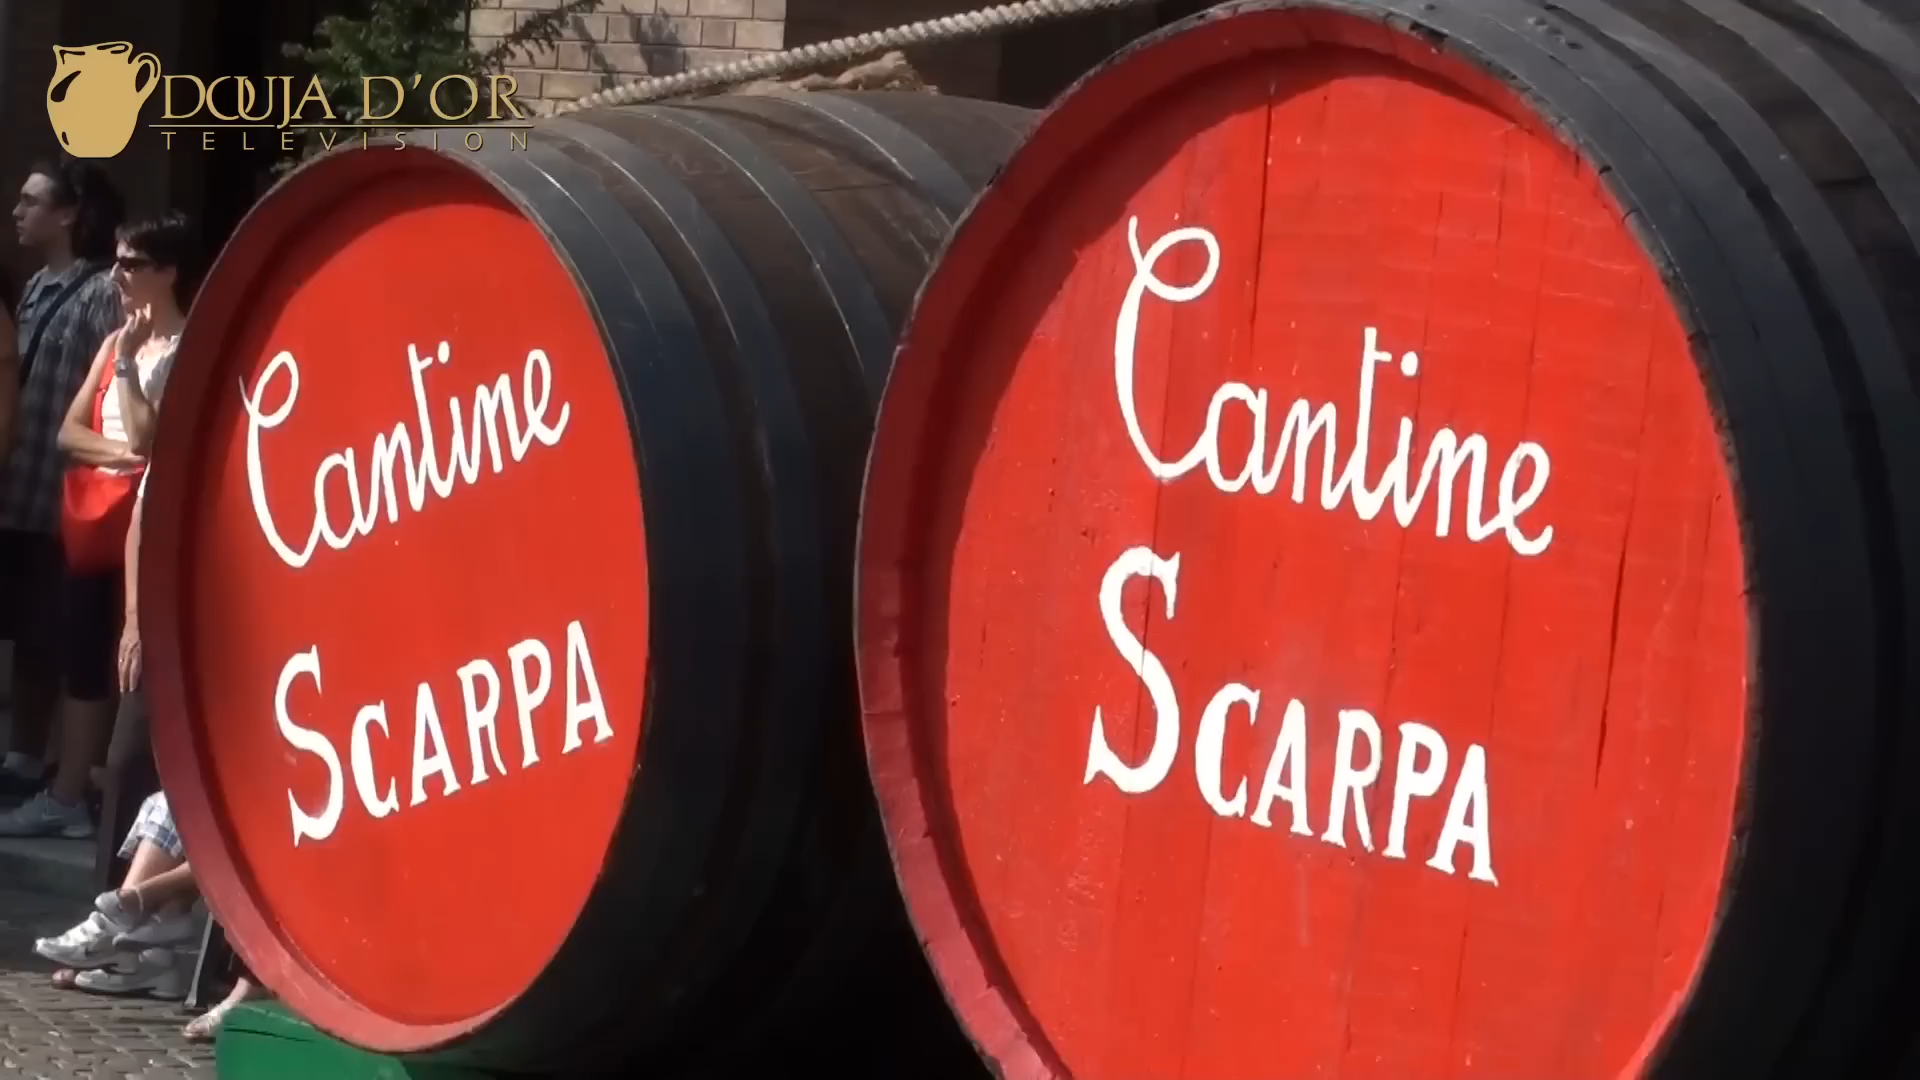 DOUJA D'OR
TELEVISION
Cantine
SCARPA
Cantine
SCARPA